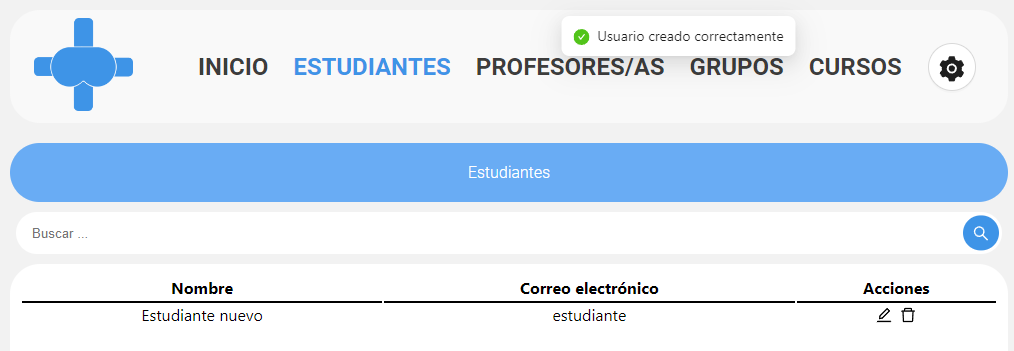 Usuario creado correctamente
INICIO ESTUDIANTES PROFESORES/AS GRUPOS CURSOS
Estudiantes
Buscar ...
Nombre Correo electrónico Acciones
Estudiante nuevo estudiante